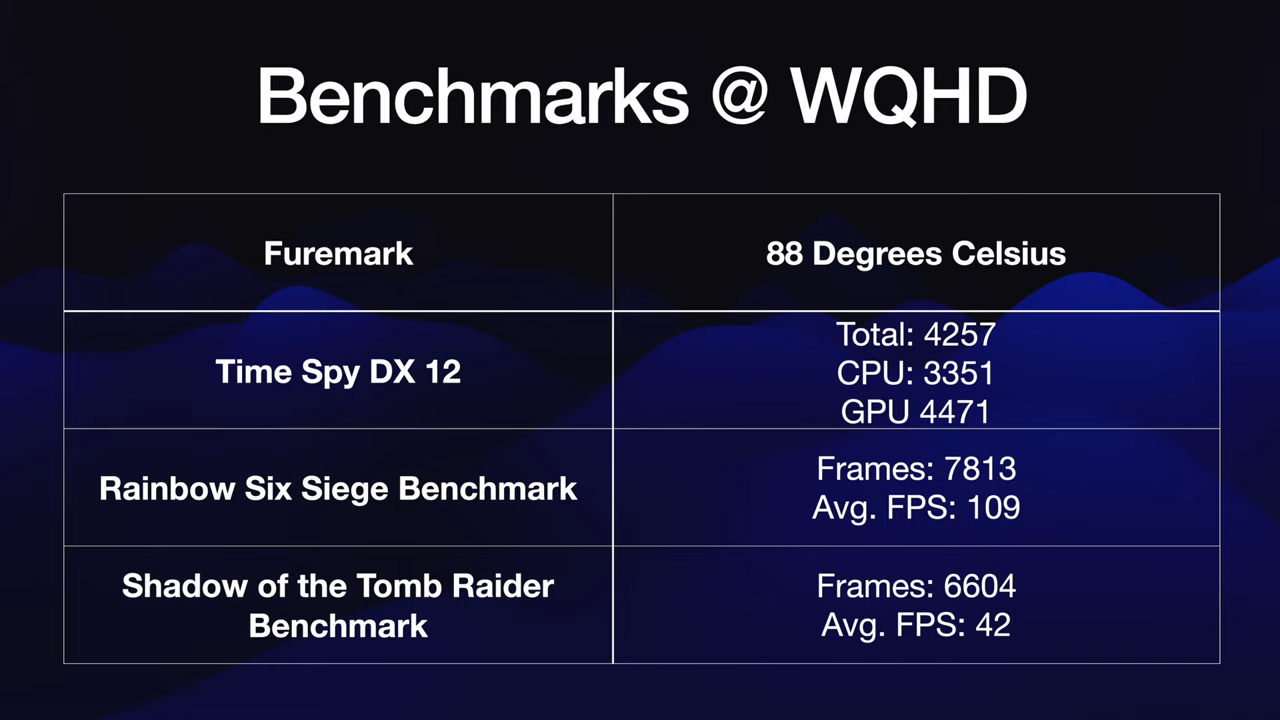 Benchmarks @ WQHD
Furemark
88 Degrees Celsius
Time Spy DX 12
Total: 4257
CPU: 3351
GPU 4471
Rainbow Six Siege Benchmark
Frames: 7813
Avg. FPS: 109
Shadow of the Tomb Raider
Benchmark
Frames: 6604
Avg. FPS: 42